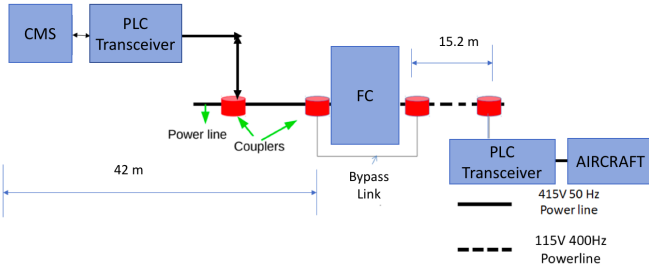 CMS
PLC
Transceiver
15.2 m
FC
Power line
Couplers
42 m
Bypass
Link
PLC
Transceiver
AIRCRAFT
415V 50 Hz
Power line
115V 400Hz
Powerline